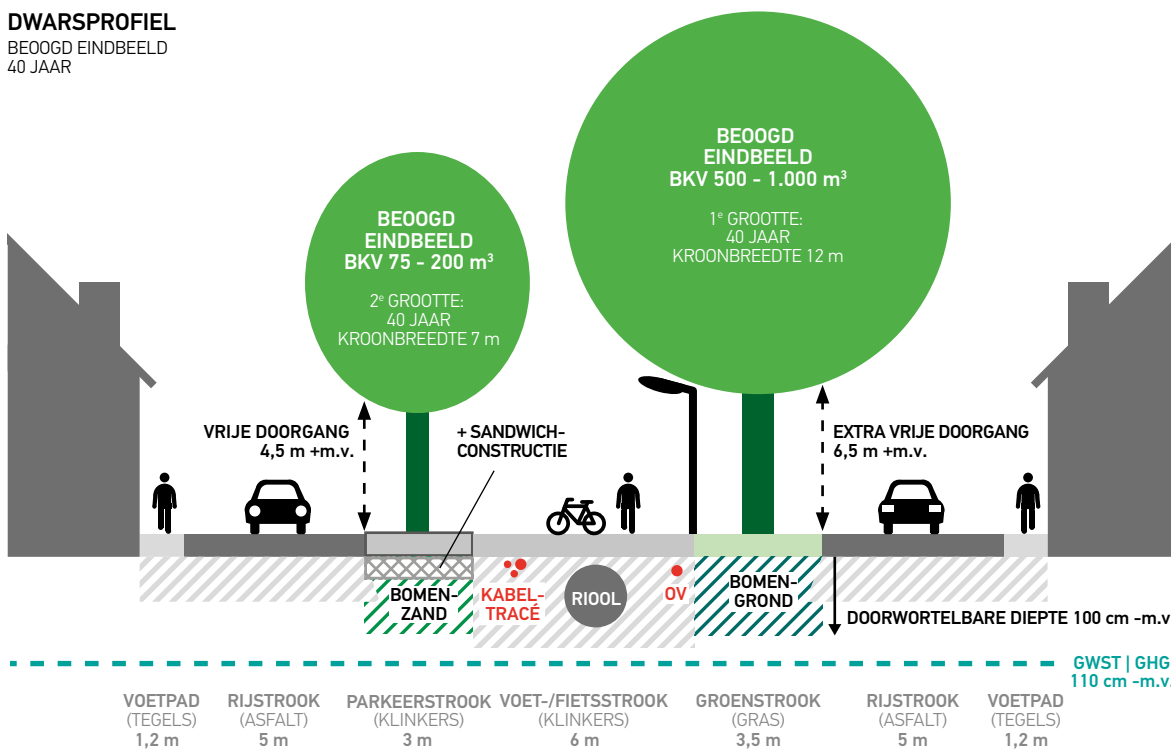 DWARSPROFIEL
BEOOGD EINDBEELD
40 JAAR
BEOOGD
EINDBEELD
BKV 75 - 200 m³
2ᵉ GROOTTE:
40 JAAR
KROONBREEDTE 7 m
BEOOGD
EINDBEELD
BKV 500 - 1.000 m³
1ᵉ GROOTTE:
40 JAAR
KROONBREEDTE 12 m
VRIJE DOORGANG
4,5 m +m.v.
+ SANDWICH-
CONSTRUCTIE
EXTRA VRIJE DOORGANG
6,5 m +m.v.
BOMEN-
ZAND
KABEL-
TRACÉ
RIOOL
OV
BOMEN-
GROND
DOORWORTELBARE DIEPTE 100 cm -m.v
GWST | GHG
110 cm -m.v.
VOETPAD
(TEGELS)
1,2 m
RIJSTROOK
(ASFALT)
5 m
PARKEERSTROOK
(KLINKERS)
3 m
VOET-/FIETSSTROOK
(KLINKERS)
6 m
GROENSTROOK
(GRAS)
3,5 m
RIJSTROOK
(ASFALT)
5 m
VOETPAD
(TEGELS)
1,2 m